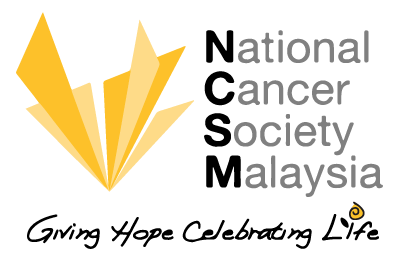 National
Cancer
Society
Malaysia
Giving Hope Celebrating Life